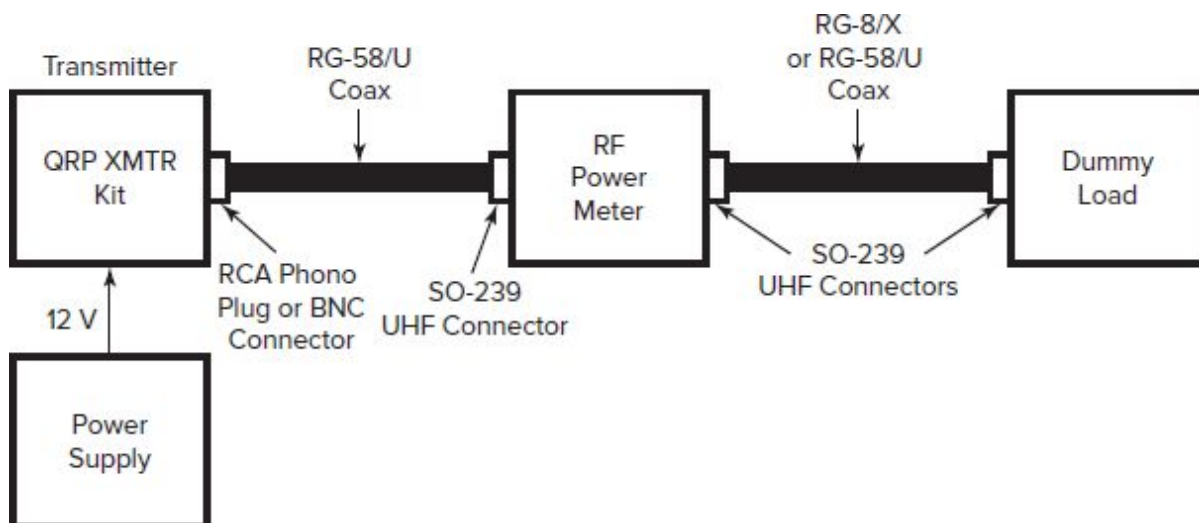 Transmitter
QRP XMTR
Kit
RG-58/U
Coax
RF
Power
Meter
RG-8/X
or RG-58/U
Coax
Dummy
Load
12 V
RCA Phono
Plug or BNC
Connector
SO-239
UHF Connector
SO-239
UHF Connectors
Power
Supply